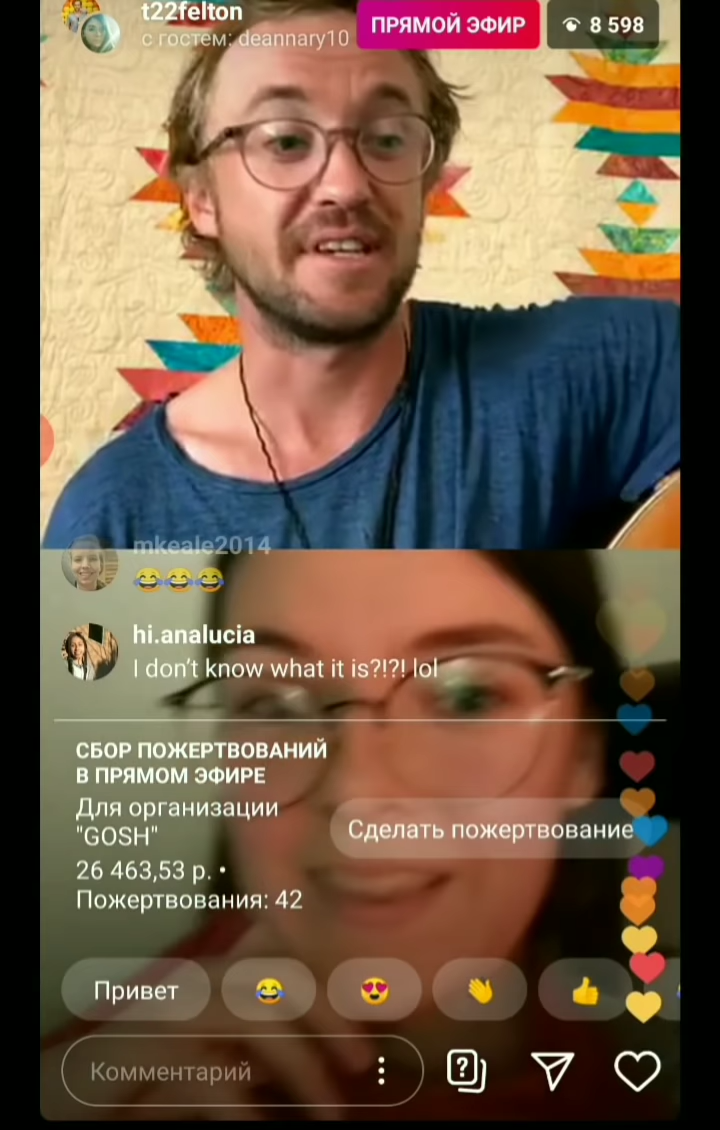 t22felton
с гостем: deannary10
ПРЯМОЙ ЭФИР
8 598
mkeale2014
😂😂😂
hi.analucia
I don't know what it is?!?! lol
СБОР ПОЖЕРТВОВАНИЙ
В ПРЯМОМ ЭФИРЕ
Для организации
"GOSH"
Сделать пожертвование
26 463,53 р. •
Пожертвования: 42
Привет
Комментарий